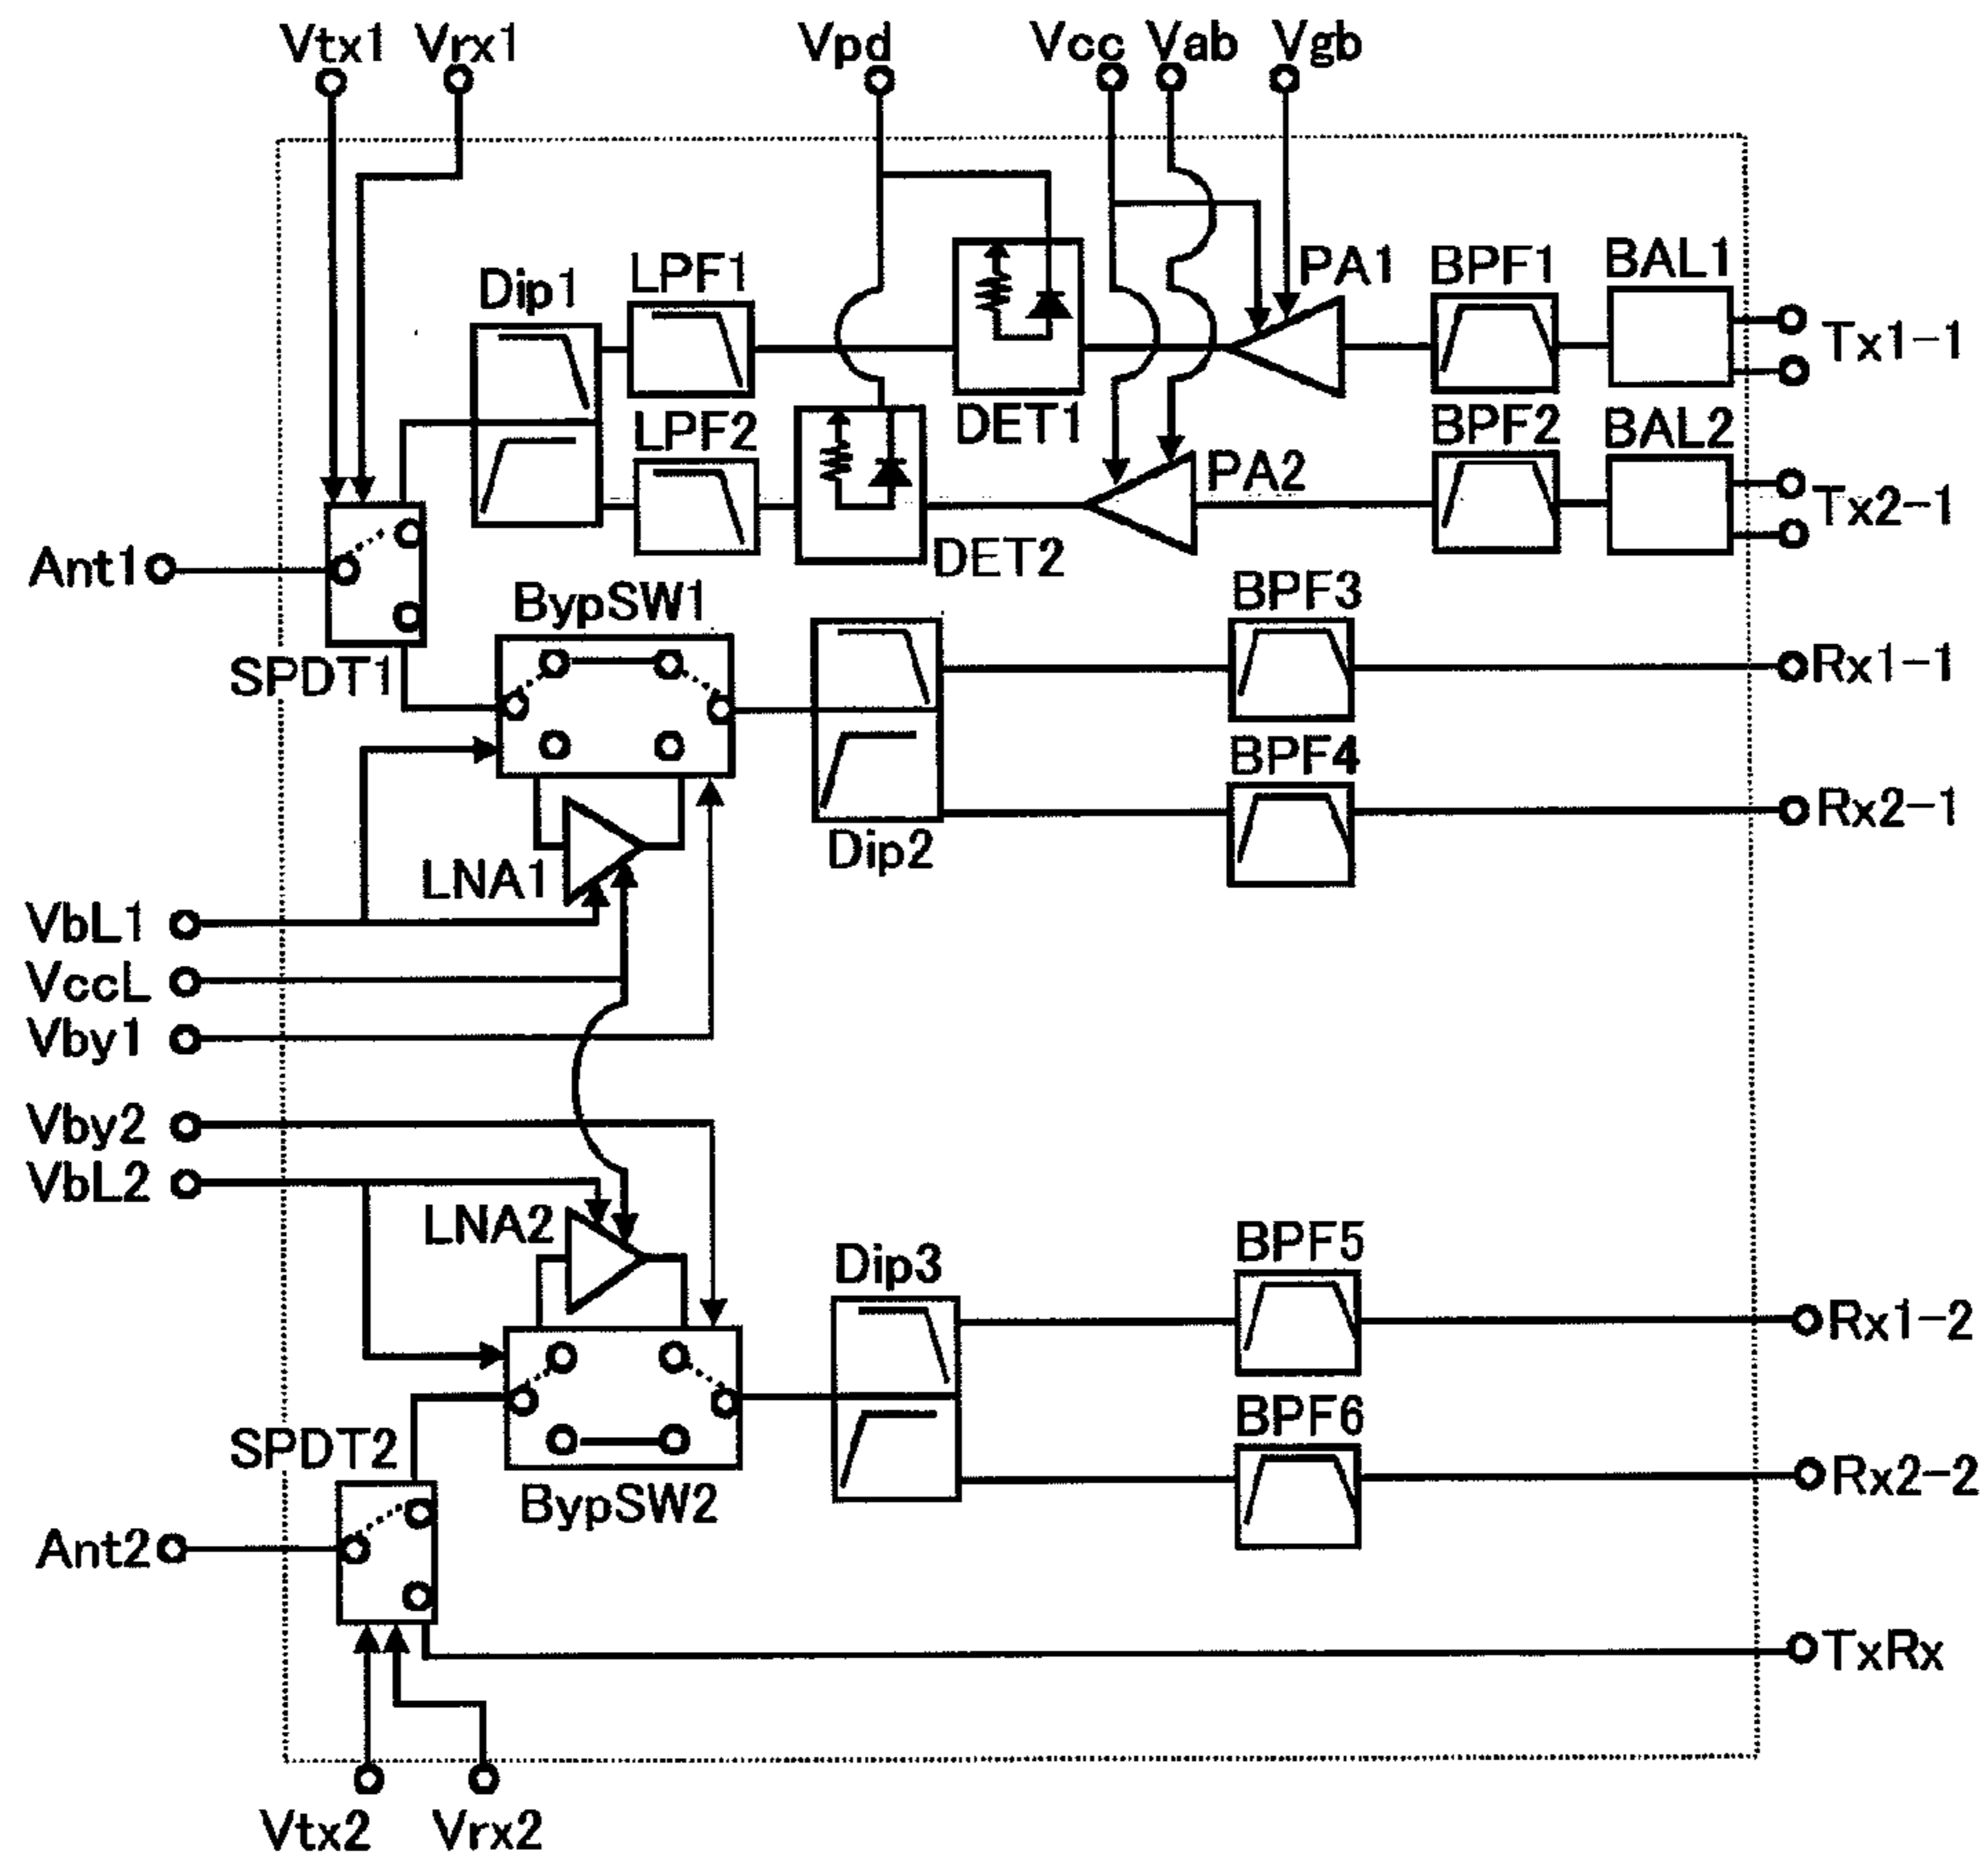 Vtx1 Vrx1 Vpd Vcc Vab Vgb
Dip1 LPF1 PA1 BPF1 BAL1
Tx1-1
LPF2 DET1 BPF2 BAL2
PA2
Tx2-1
DET2
Ant1
BypSW1 BPF3
SPDT1 Rx1-1
BPF4
Rx2-1
LNA1 Dip2
VbL1
VccL
Vby1
Vby2
VbL2
LNA2 BPF5
Dip3
Rx1-2
BPF6
SPDT2
Rx2-2
BypSW2
Ant2
TxRx
Vtx2 Vrx2